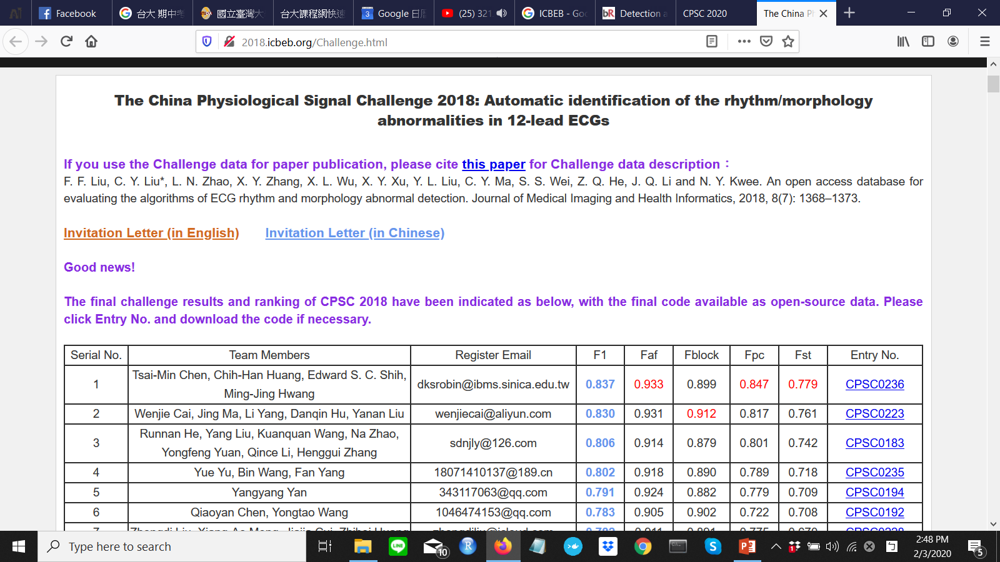 Facebook
台大 期中考
國立臺灣大
台大課程網快速
3 Google 日曆
(25) 321
ICBEB - Goo
bR Detection a
CPSC 2020
The China Ph
2018.icbeb.org/Challenge.html
The China Physiological Signal Challenge 2018: Automatic identification of the rhythm/morphology
abnormalities in 12-lead ECGs
If you use the Challenge data for paper publication, please cite this paper for Challenge data description：
F. F. Liu, C. Y. Liu*, L. N. Zhao, X. Y. Zhang, X. L. Wu, X. Y. Xu, Y. L. Liu, C. Y. Ma, S. S. Wei, Z. Q. He, J. Q. Li and N. Y. Kwee. An open access database for
evaluating the algorithms of ECG rhythm and morphology abnormal detection. Journal of Medical Imaging and Health Informatics, 2018, 8(7): 1368–1373.
Invitation Letter (in English) Invitation Letter (in Chinese)
Good news!
The final challenge results and ranking of CPSC 2018 have been indicated as below, with the final code available as open-source data. Please
click Entry No. and download the code if necessary.
Serial No. Team Members Register Email F1 Faf Fblock Fpc Fst Entry No.
1 Tsai-Min Chen, Chih-Han Huang, Edward S. C. Shih, Ming-Jing Hwang dksrobin@ibms.sinica.edu.tw 0.837 0.933 0.899 0.847 0.779 CPSC0236
2 Wenjie Cai, Jing Ma, Li Yang, Danqin Hu, Yanan Liu wenjiecai@aliyun.com 0.830 0.931 0.912 0.817 0.761 CPSC0223
3 Runnan He, Yang Liu, Kuanquan Wang, Na Zhao, Yongfeng Yuan, Qince Li, Henggui Zhang sdnjly@126.com 0.806 0.914 0.879 0.801 0.742 CPSC0183
4 Yue Yu, Bin Wang, Fan Yang 18071410137@189.cn 0.802 0.918 0.890 0.789 0.718 CPSC0235
5 Yangyang Yan 343117063@qq.com 0.791 0.924 0.882 0.779 0.709 CPSC0194
6 Qiaoyan Chen, Yongtao Wang 1046474153@qq.com 0.783 0.905 0.902 0.722 0.708 CPSC0192
Type here to search
LINE
10
R
1
2:48 PM
2/3/2020
5